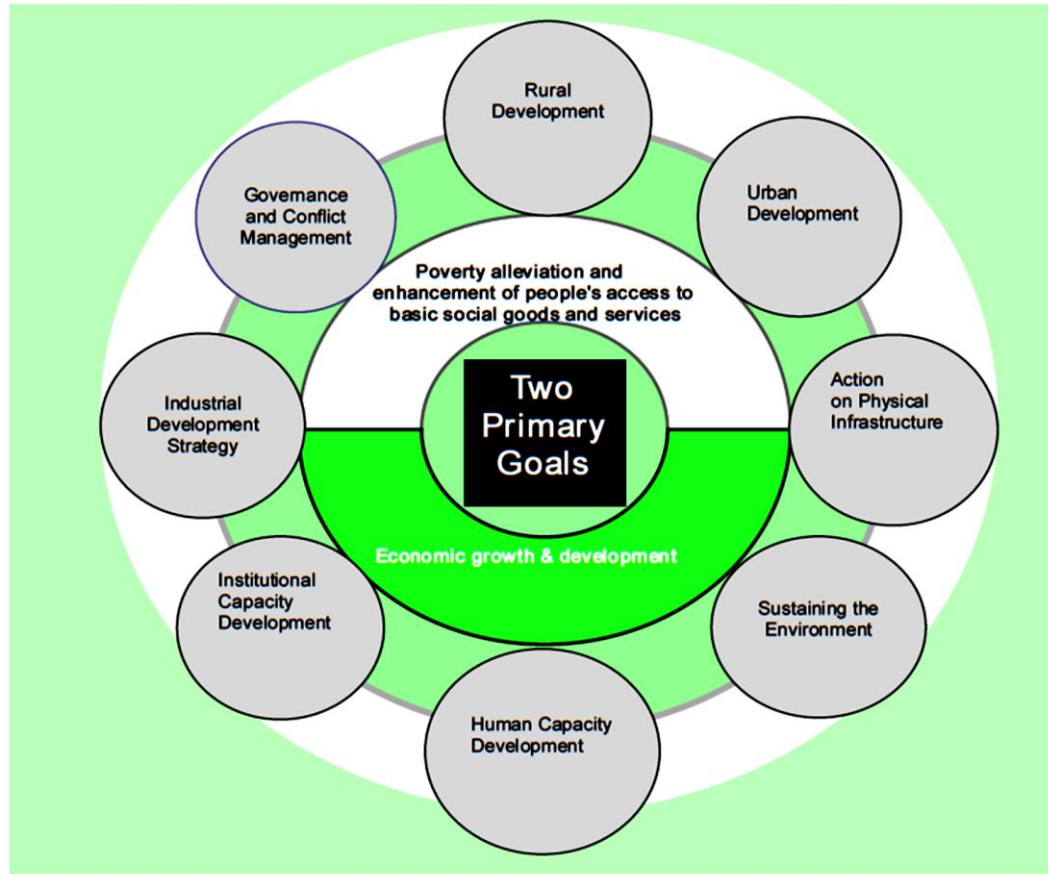 Rural
Development
Governance
and Conflict
Management
Urban
Development
Poverty alleviation and
enhancement of people's access to
basic social goods and services
Two
Primary
Goals
Industrial
Development
Strategy
Action
on Physical
Infrastructure
Economic growth & development
Institutional
Capacity
Development
Sustaining the
Environment
Human Capacity
Development